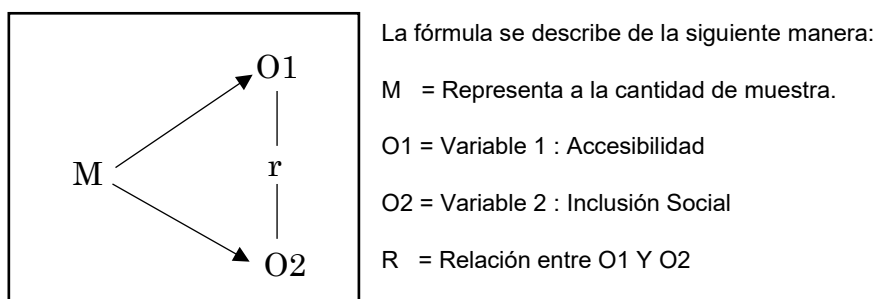 O1
M
r
O2
La fórmula se describe de la siguiente manera:
M = Representa a la cantidad de muestra.
O1 = Variable 1 : Accesibilidad
O2 = Variable 2 : Inclusión Social
R = Relación entre O1 Y O2